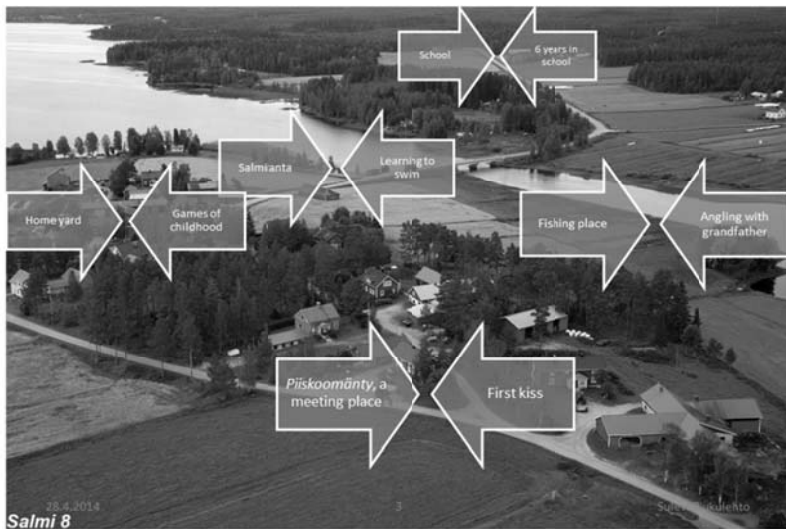 School
6 years in
school
Salmiranta
Learning to
swim
Home yard
Games of
childhood
Fishing place
Angling with
grandfather
Piiskoomänty, a
meeting place
First kiss
28.4.2014
3
Salmi 8